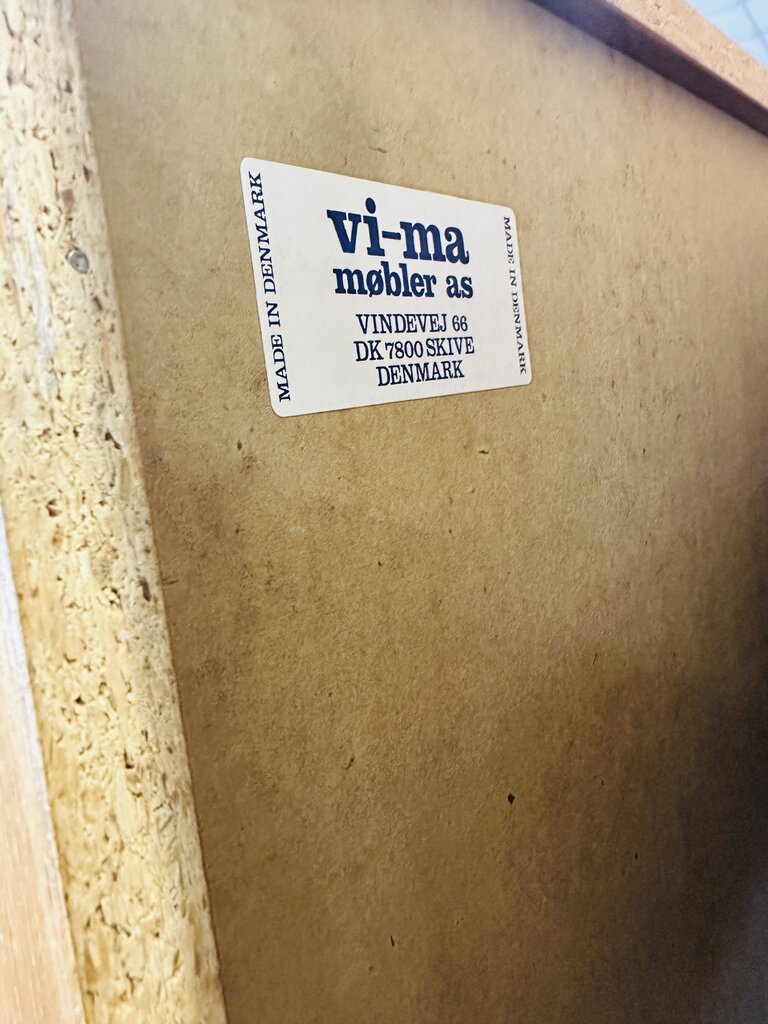 MADE IN DENMARK
vi-ma
møbler as
VINDEVEJ 66
DK 7800 SKIVE
DENMARK
MADE IN DENMARK